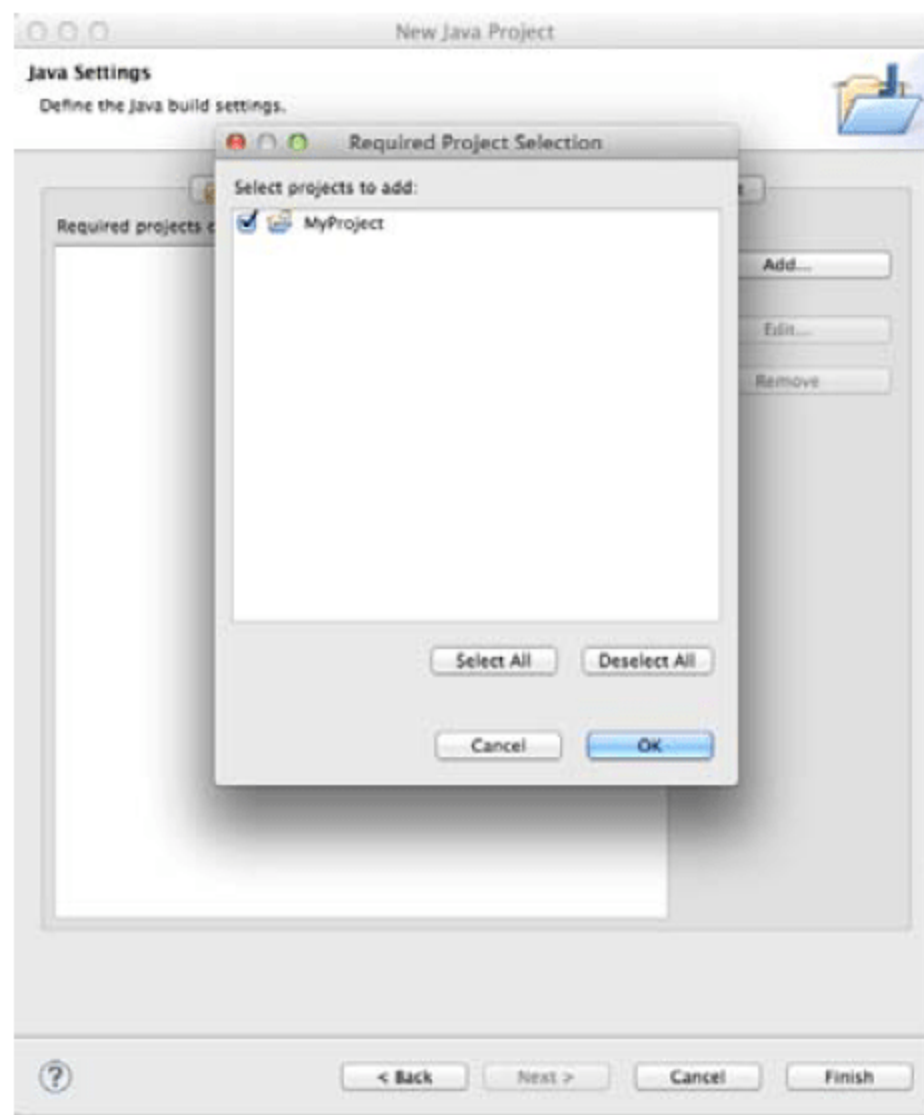 New Java Project
Java Settings
Define the Java build settings.
Required Project Selection
Select projects to add:
MyProject
Required projects
Add...
Edit...
Remove
Select All
Deselect All
Cancel
OK
?
< Back
Next >
Cancel
Finish